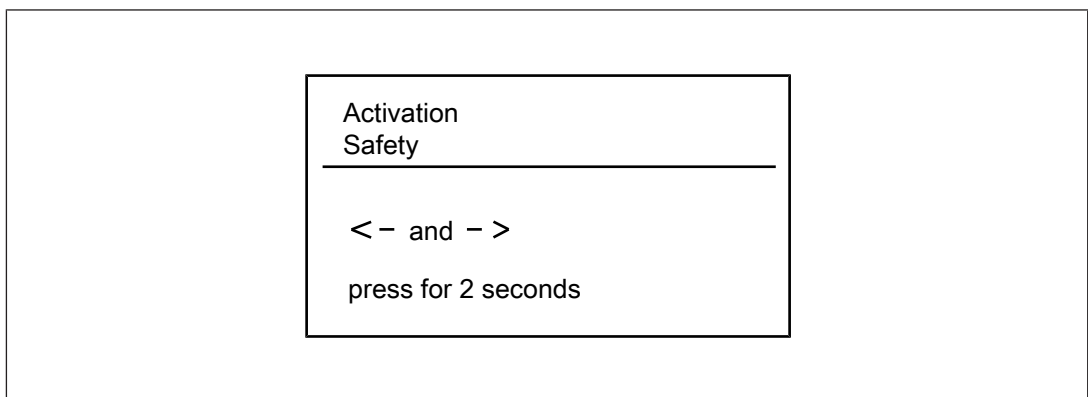 Activation
Safety
<- and ->
press for 2 seconds